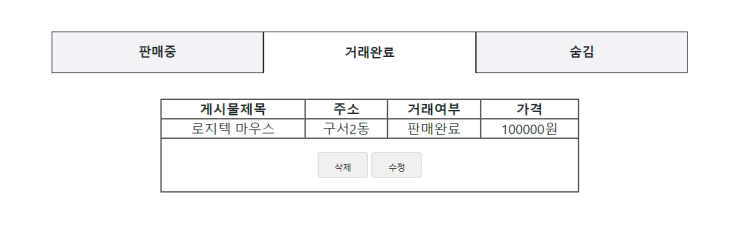 판매중 거래완료 숨김
게시물제목 주소 거래여부 가격
로지텍 마우스 구서2동 판매완료 100000원
삭제 수정